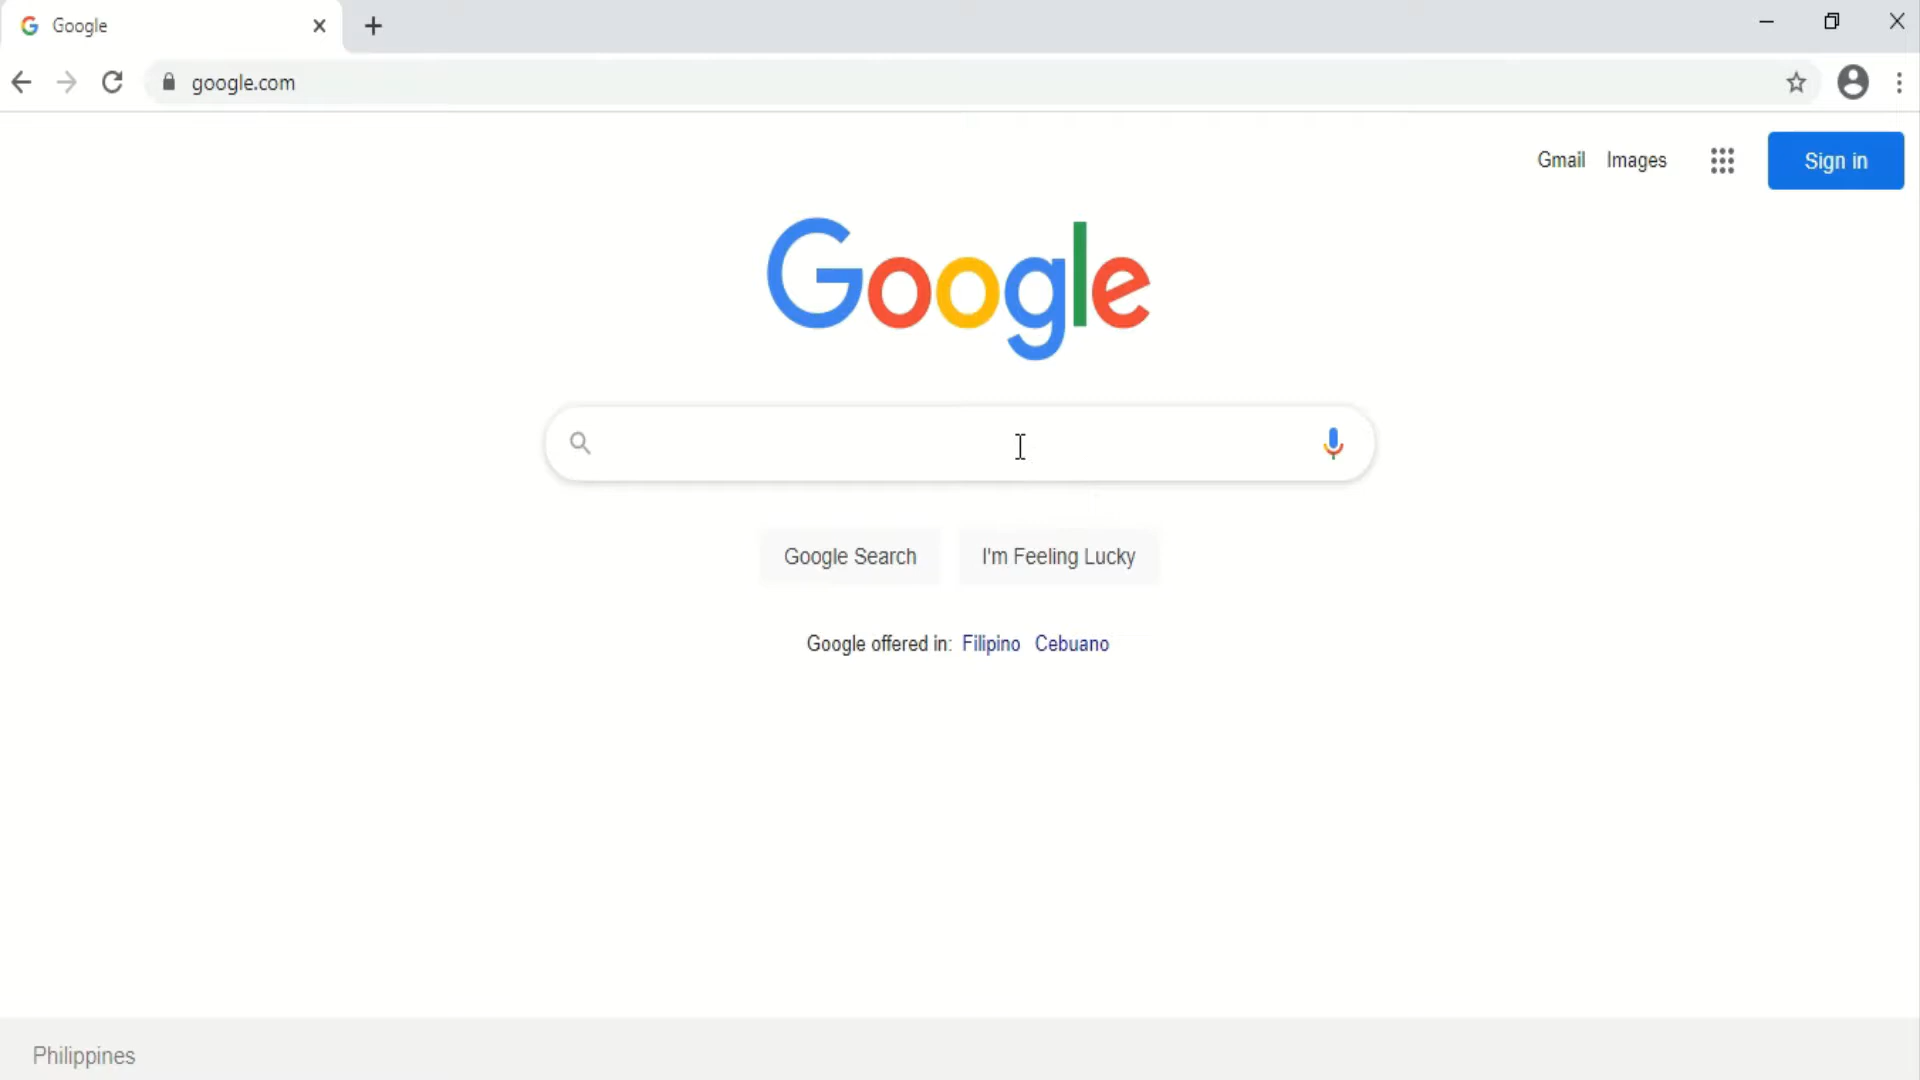 Google
google.com
Gmail Images Sign in
Google
Google Search I'm Feeling Lucky
Google offered in: Filipino Cebuano
Philippines